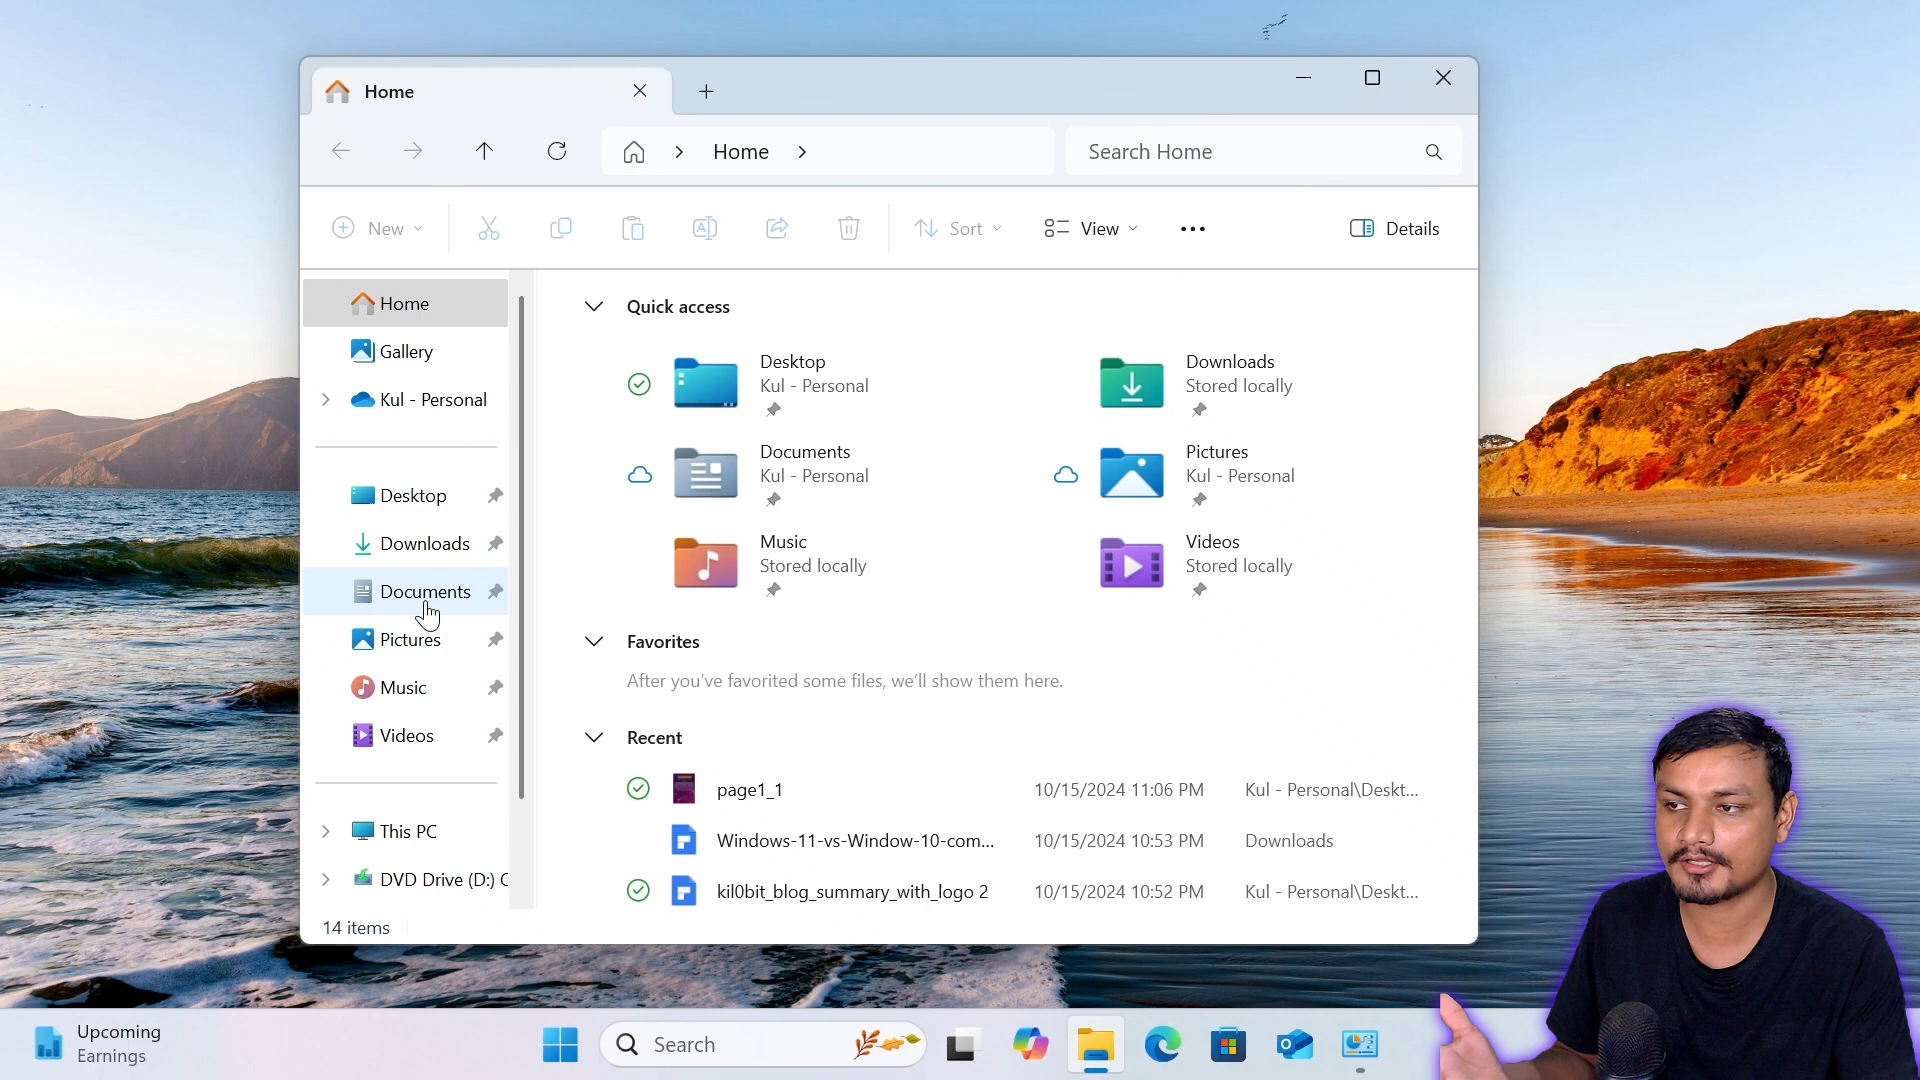 Home
Home
Search Home
New
Sort
View
Details
Home
Gallery
Kul - Personal
Desktop
Downloads
Documents
Pictures
Music
Videos
This PC
DVD Drive (D:) C
14 items
Quick access
Desktop
Kul - Personal
Downloads
Stored locally
Documents
Kul - Personal
Pictures
Kul - Personal
Music
Stored locally
Videos
Stored locally
Favorites
After you've favorited some files, we'll show them here.
Recent
page1_1 10/15/2024 11:06 PM Kul - Personal\Deskt...
Windows-11-vs-Window-10-com... 10/15/2024 10:53 PM Downloads
kil0bit_blog_summary_with_logo 2 10/15/2024 10:52 PM Kul - Personal\Deskt...
Upcoming
Earnings
Search